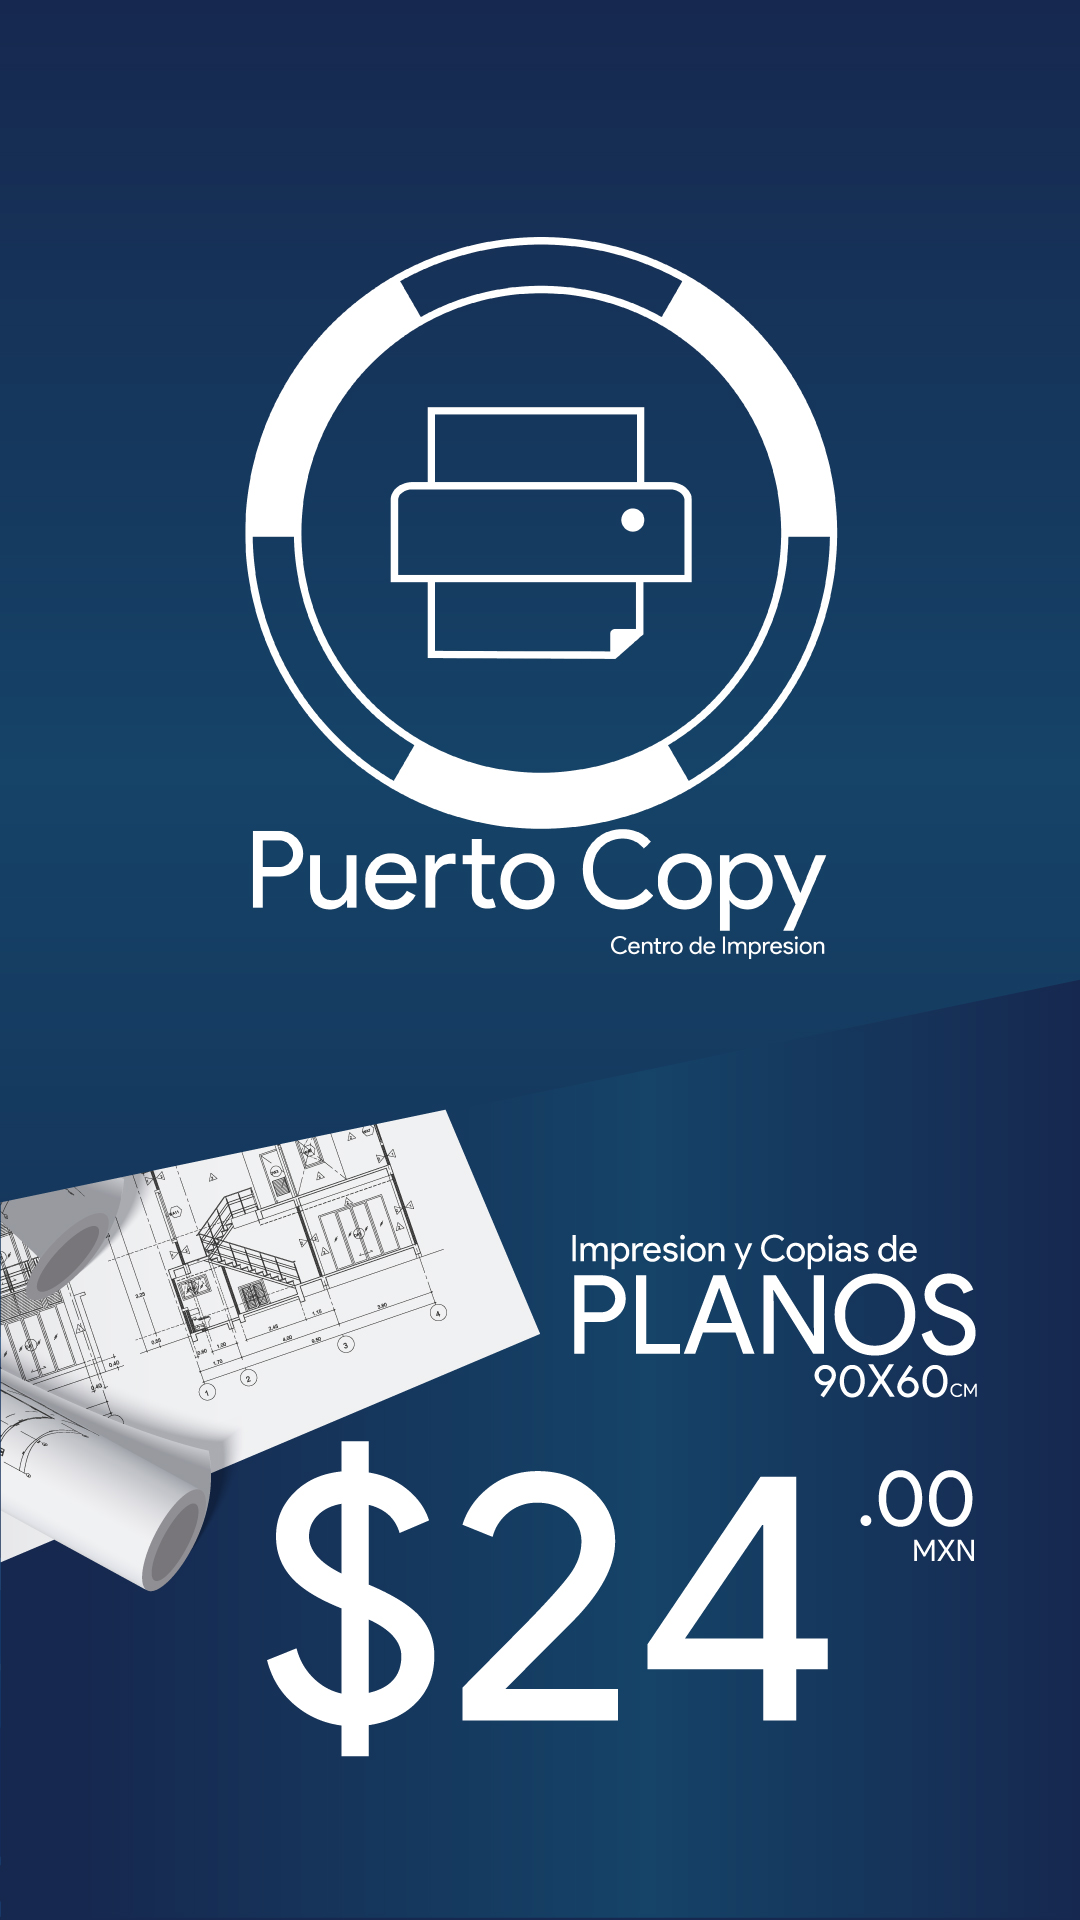 Puerto Copy
Centro de Impresion
Impresion y Copias de
PLANOS
90X60CM
$24.00
MXN